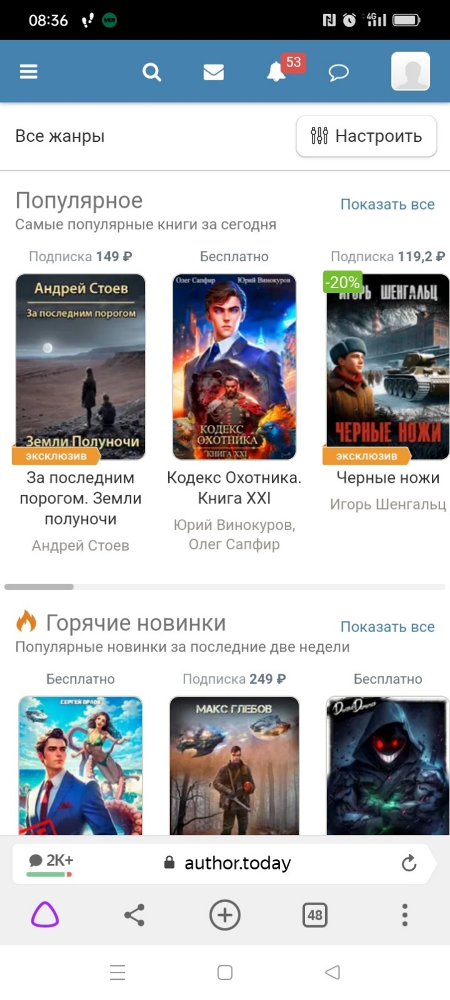 08:36
MIR
4G
53
Все жанры
Настроить
Популярное
Показать все
Самые популярные книги за сегодня
Подписка 149 ₽
Бесплатно
Подписка 119,2 ₽
Андрей Стоев
За последним порогом
Земли Полуночи
эксклюзив
Олег Сапфир
Юрий Винокуров
КОДЕКС
ОХОТНИКА
КНИГА XXI
-20%
ШЕНГАЛЬЦ
ЧЕРНЫЕ НОЖИ
эксклюзив
За последним
порогом. Земли
полуночи
Андрей Стоев
Кодекс Охотника.
Книга XXI
Юрий Винокуров,
Олег Сапфир
Черные ножи
Игорь Шенгальц
Горячие новинки
Показать все
Популярные новинки за последние две недели
Бесплатно
Подписка 249 ₽
Бесплатно
СЕРГЕЙ ОРЛОВ
МАКС ГЛЕБОВ
2K+
author.today
48